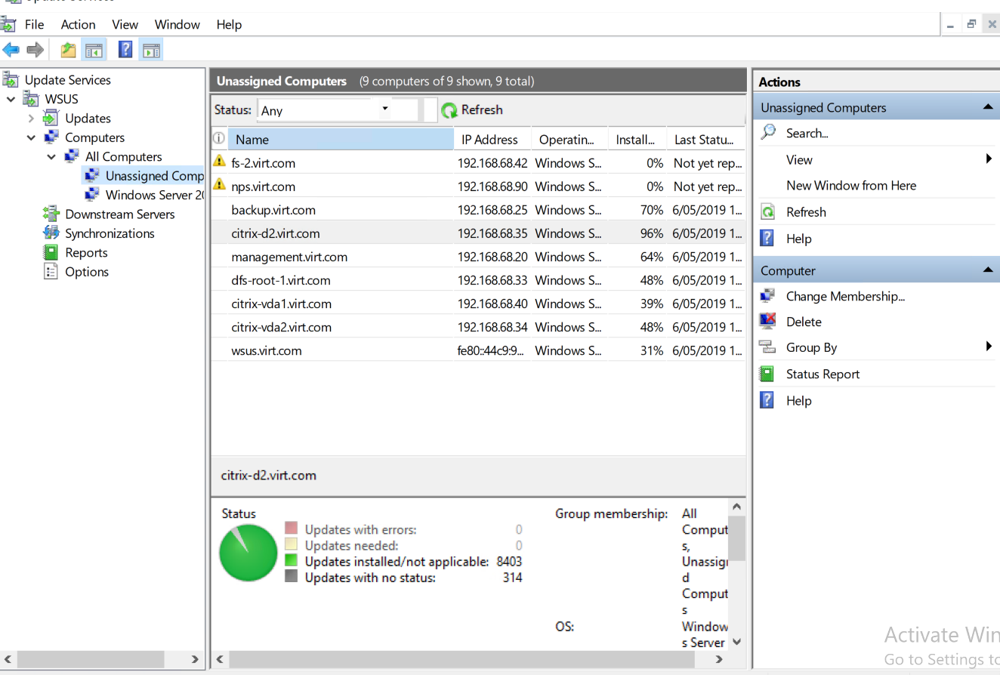 Update Services
File Action View Window Help
Update Services
WSUS
Updates
Computers
All Computers
Unassigned Comp
Windows Server 20
Downstream Servers
Synchronizations
Reports
Options
Unassigned Computers (9 computers of 9 shown, 9 total)
Status: Any Refresh
Name IP Address Operatin... Install... Last Statu...
fs-2.virt.com 192.168.68.42 Windows S... 0% Not yet rep...
nps.virt.com 192.168.68.90 Windows S... 0% Not yet rep...
backup.virt.com 192.168.68.25 Windows S... 70% 6/05/2019 1...
citrix-d2.virt.com 192.168.68.35 Windows S... 96% 6/05/2019 1...
management.virt.com 192.168.68.20 Windows S... 64% 6/05/2019 1...
dfs-root-1.virt.com 192.168.68.33 Windows S... 48% 6/05/2019 1...
citrix-vda1.virt.com 192.168.68.40 Windows S... 39% 6/05/2019 1...
citrix-vda2.virt.com 192.168.68.34 Windows S... 48% 6/05/2019 1...
wsus.virt.com fe80::44c9:9... Windows S... 31% 6/05/2019 1...
citrix-d2.virt.com
Status
Updates with errors: 0
Updates needed: 0
Updates installed/not applicable: 8403
Updates with no status: 314
Group membership: All
Comput
s,
Unassig
d
Comput
s
OS: Window
s Server
Actions
Unassigned Computers
Search...
View
New Window from Here
Refresh
Help
Computer
Change Membership...
Delete
Group By
Status Report
Help
Activate Win
Go to Settings to